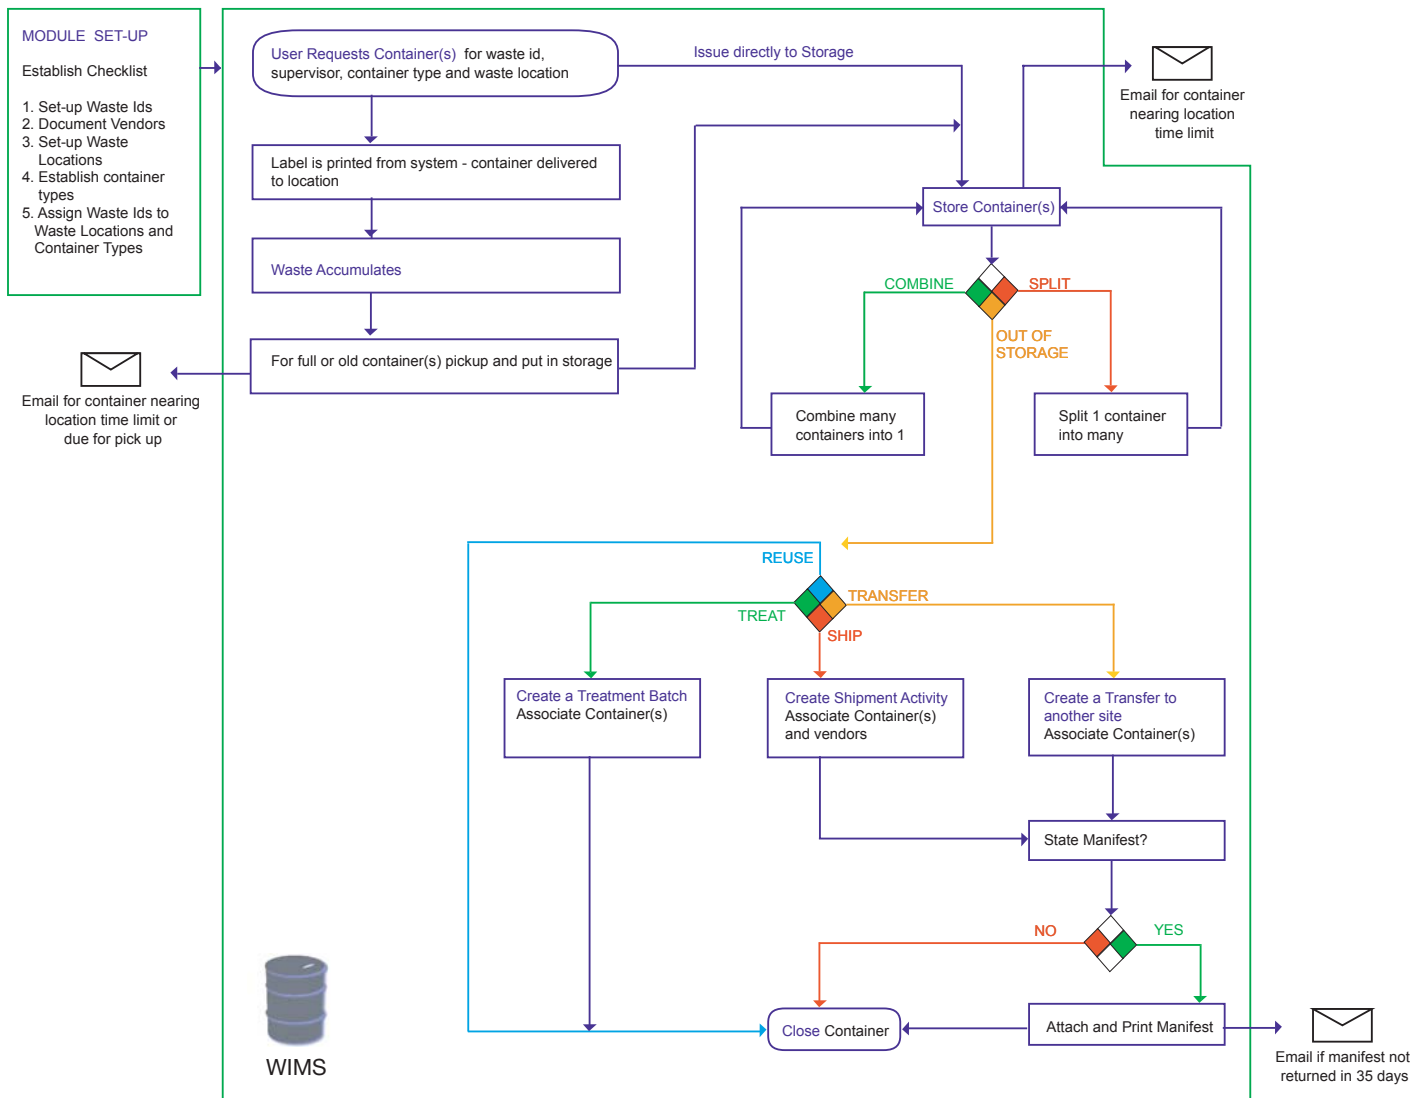 MODULE SET-UP
Establish Checklist
1. Set-up Waste Ids
2. Document Vendors
3. Set-up Waste
Locations
4. Establish container
types
5. Assign Waste Ids to
Waste Locations and
Container Types
User Requests Container(s) for waste id,
supervisor, container type and waste location
Issue directly to Storage
Email for container
nearing location
time limit
Label is printed from system - container delivered
to location
Store Container(s)
Waste Accumulates
COMBINE
SPLIT
OUT OF
STORAGE
For full or old container(s) pickup and put in storage
Email for container nearing
location time limit or
due for pick up
Combine many
containers into 1
Split 1 container
into many
REUSE
TRANSFER
TREAT
SHIP
Create a Treatment Batch
Associate Container(s)
Create Shipment Activity
Associate Container(s)
and vendors
Create a Transfer to
another site
Associate Container(s)
State Manifest?
NO
YES
Close Container
Attach and Print Manifest
Email if manifest not
returned in 35 days
WIMS